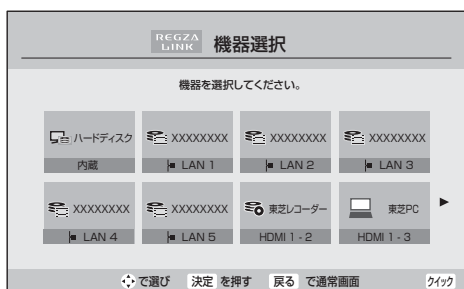 REGZA LINK 機器選択
機器を選択してください。
ハードディスク XXXXXXXX XXXXXXXX XXXXXXXX
内蔵 LAN 1 LAN 2 LAN 3
XXXXXXXX XXXXXXXX 東芝レコーダー 東芝PC
LAN 4 LAN 5 HDMI 1 - 2 HDMI 1 - 3
で選び 決定 を押す 戻る で通常画面 クイック